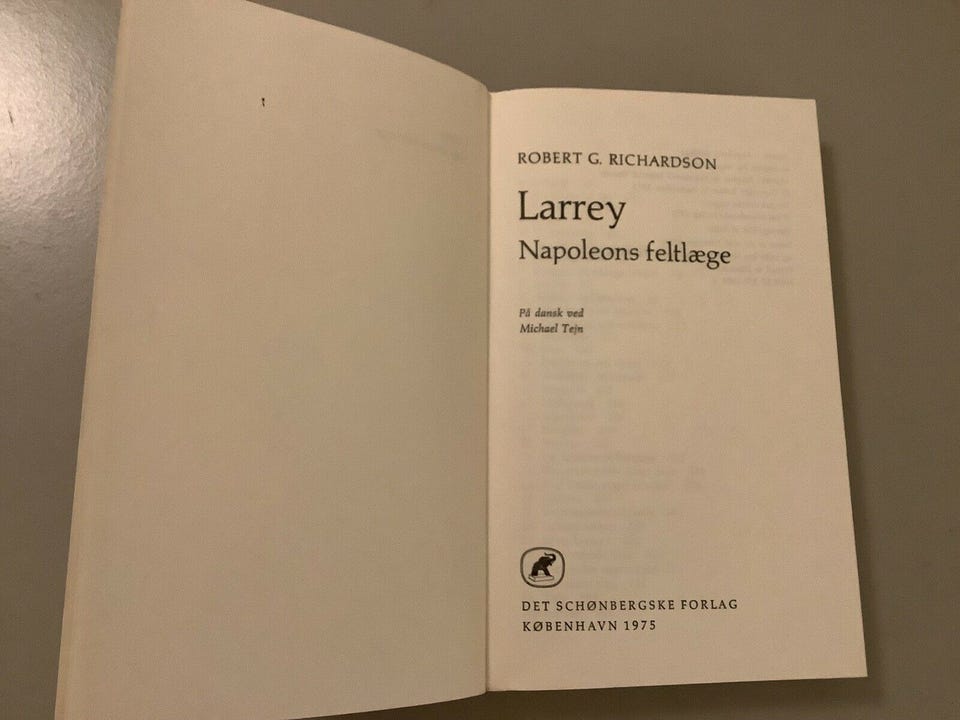 ROBERT G. RICHARDSON
Larrey
Napoleons feltlæge
På dansk ved
Michael Tejn
DET SCHØNBERGSKE FORLAG
KØBENHAVN 1975